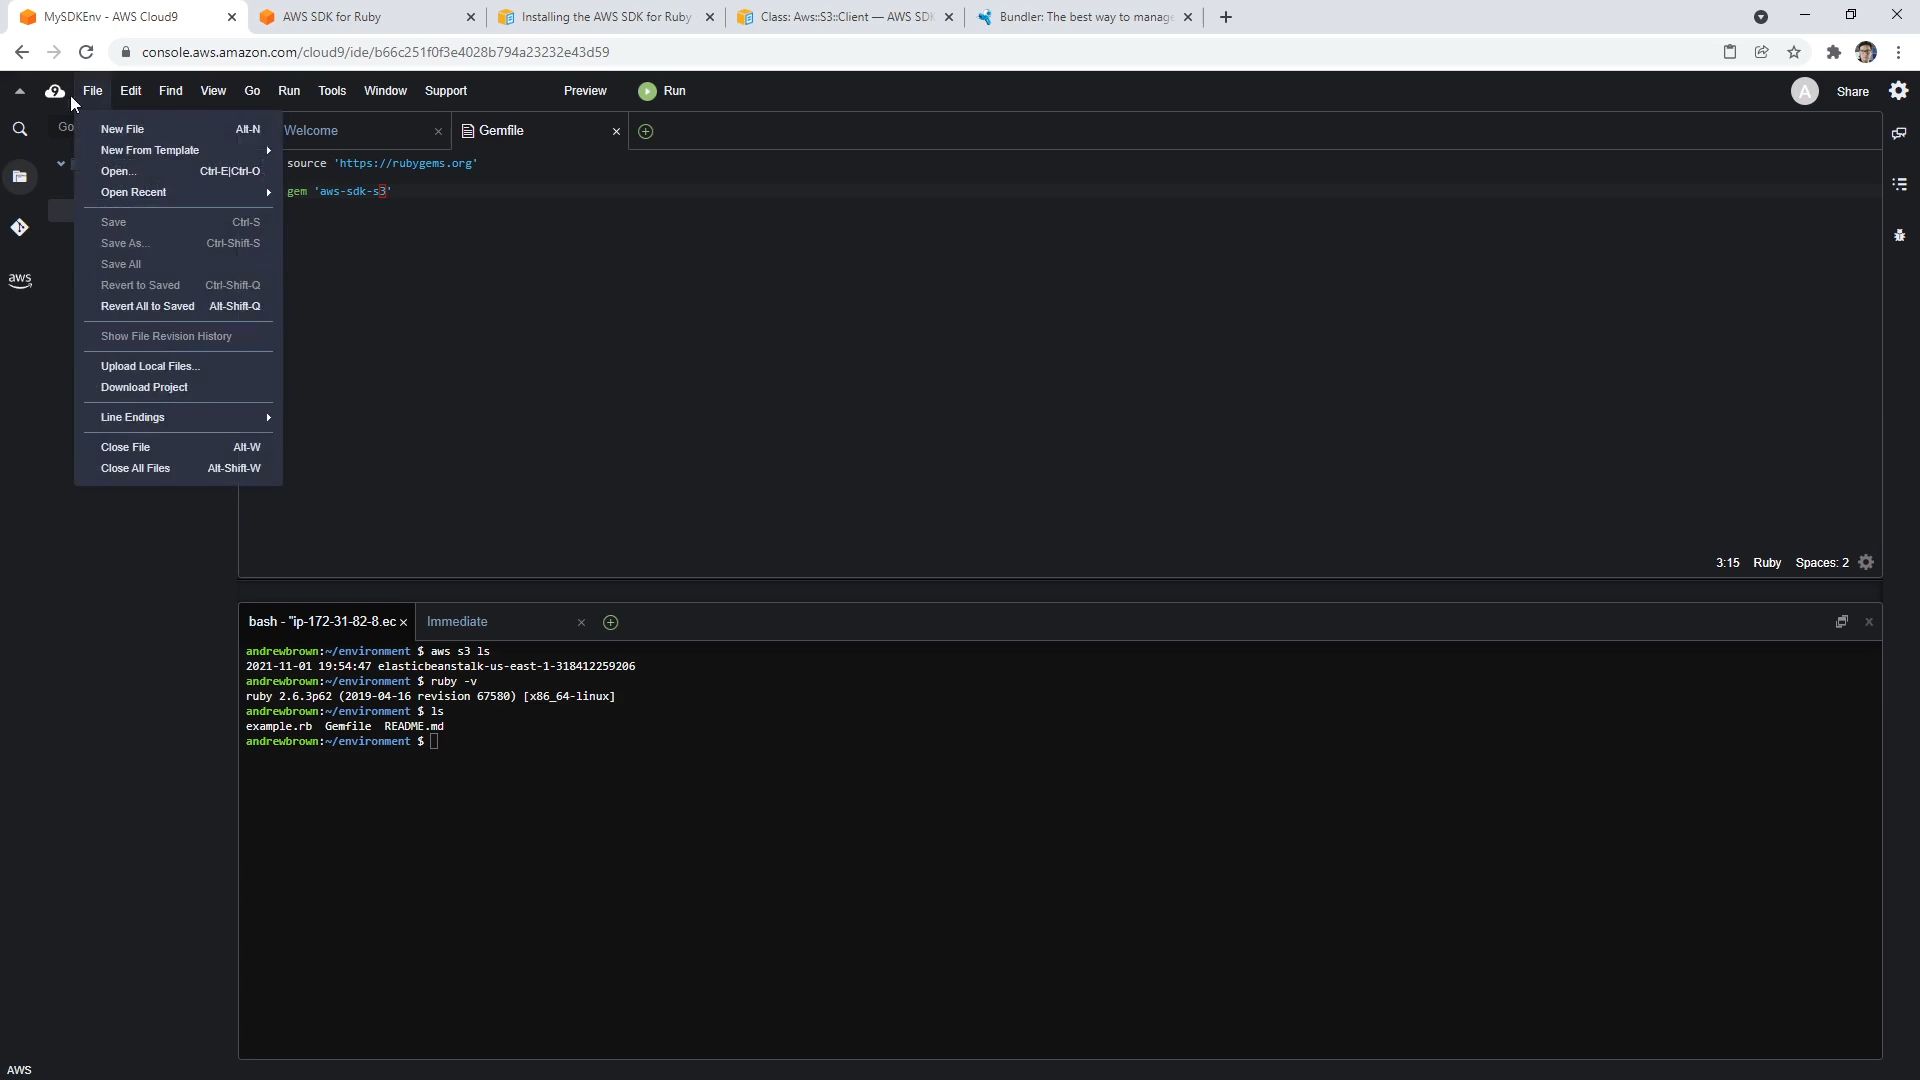 MySDKEnv - AWS Cloud9
AWS SDK for Ruby
Installing the AWS SDK for Ruby
Class: Aws::S3::Client — AWS SDK
Bundler: The best way to manage
console.aws.amazon.com/cloud9/ide/b66c251f0f3e4028b794a23232e43d59
9 File Edit Find View Go Run Tools Window Support Preview Run A Share
Go
Welcome
Gemfile
New File Alt-N
New From Template
Open... Ctrl-E|Ctrl-O
Open Recent
Save Ctrl-S
Save As... Ctrl-Shift-S
Save All
Revert to Saved Ctrl-Shift-Q
Revert All to Saved Alt-Shift-Q
Show File Revision History
Upload Local Files...
Download Project
Line Endings
Close File Alt-W
Close All Files Alt-Shift-W
aws
source 'https://rubygems.org'
gem 'aws-sdk-s3'
3:15 Ruby Spaces: 2
bash - "ip-172-31-82-8.ec
Immediate
andrewbrown:~/environment $ aws s3 ls
2021-11-01 19:54:47 elasticbeanstalk-us-east-1-318412259206
andrewbrown:~/environment $ ruby -v
ruby 2.6.3p62 (2019-04-16 revision 67580) [x86_64-linux]
andrewbrown:~/environment $ ls
example.rb Gemfile README.md
andrewbrown:~/environment $
AWS